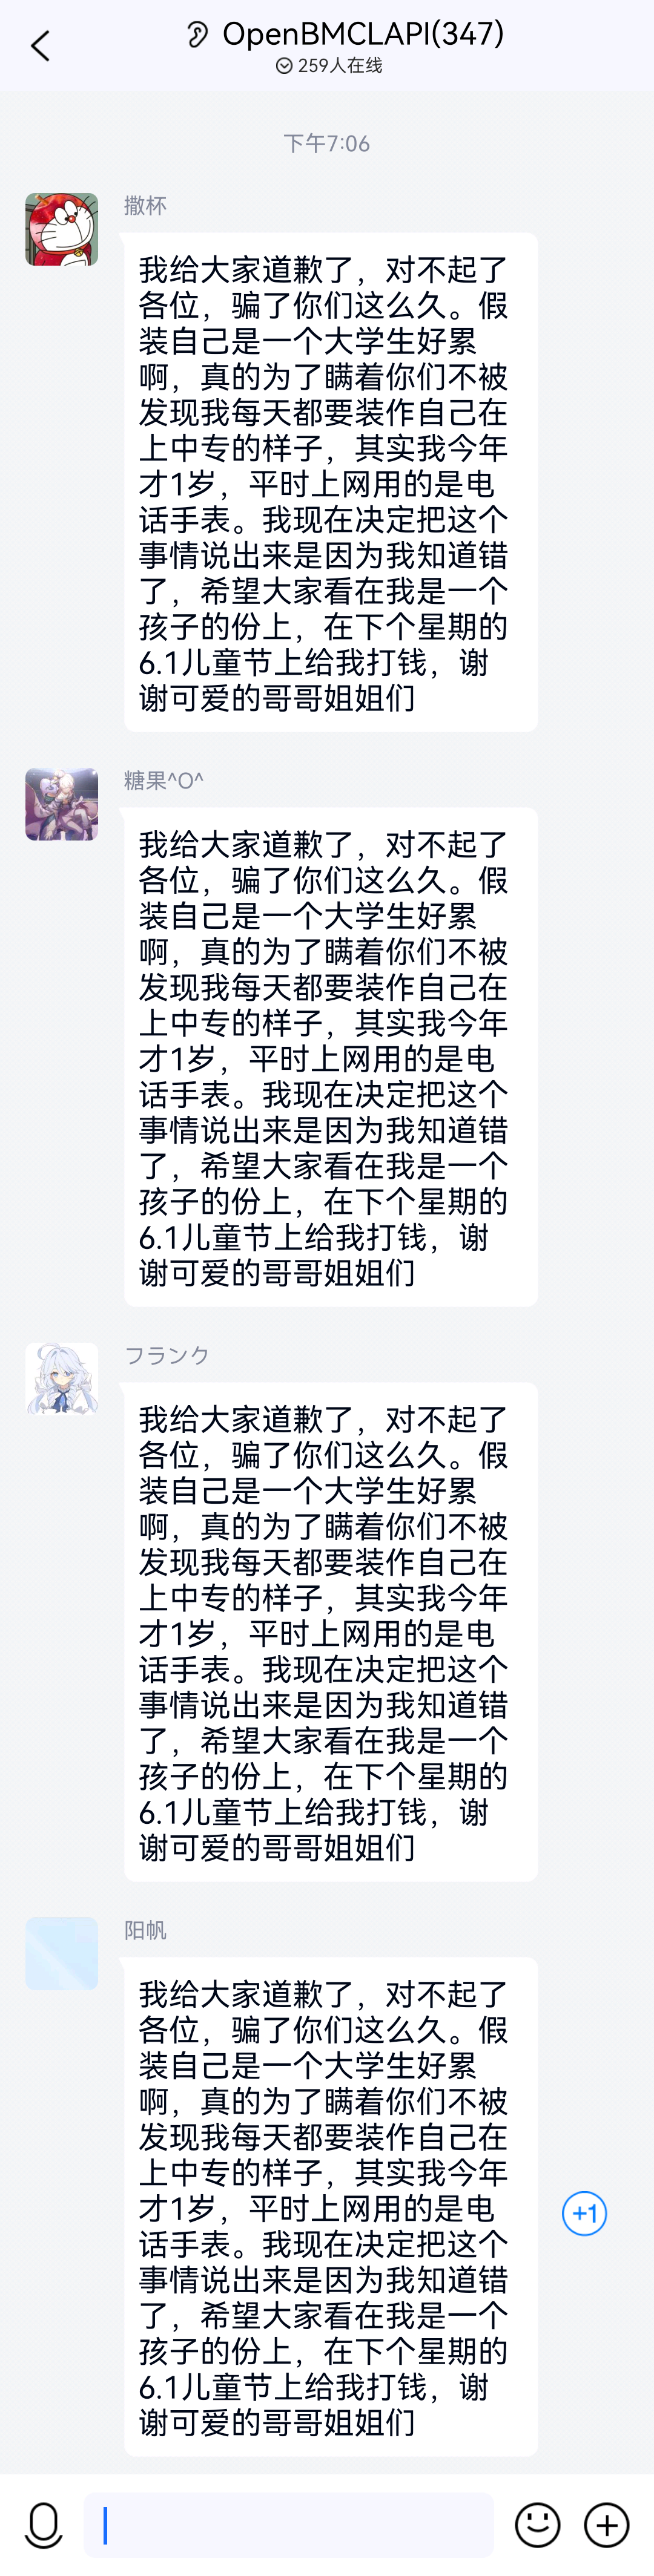 OpenBMCLAPI(347)
259人在线
下午7:06
撒杯
我给大家道歉了，对不起了
各位，骗了你们这么久。假
装自己是一个大学生好累
啊，真的为了瞒着你们不被
发现我每天都要装作自己在
上中专的样子，其实我今年
才1岁，平时上网用的是电
话手表。我现在决定把这个
事情说出来是因为我知道错
了，希望大家看在我是一个
孩子的份上，在下个星期的
6.1儿童节上给我打钱，谢
谢可爱的哥哥姐姐们
糖果^O^
我给大家道歉了，对不起了
各位，骗了你们这么久。假
装自己是一个大学生好累
啊，真的为了瞒着你们不被
发现我每天都要装作自己在
上中专的样子，其实我今年
才1岁，平时上网用的是电
话手表。我现在决定把这个
事情说出来是因为我知道错
了，希望大家看在我是一个
孩子的份上，在下个星期的
6.1儿童节上给我打钱，谢
谢可爱的哥哥姐姐们
フランク
我给大家道歉了，对不起了
各位，骗了你们这么久。假
装自己是一个大学生好累
啊，真的为了瞒着你们不被
发现我每天都要装作自己在
上中专的样子，其实我今年
才1岁，平时上网用的是电
话手表。我现在决定把这个
事情说出来是因为我知道错
了，希望大家看在我是一个
孩子的份上，在下个星期的
6.1儿童节上给我打钱，谢
谢可爱的哥哥姐姐们
阳帆
我给大家道歉了，对不起了
各位，骗了你们这么久。假
装自己是一个大学生好累
啊，真的为了瞒着你们不被
发现我每天都要装作自己在
上中专的样子，其实我今年
才1岁，平时上网用的是电
话手表。我现在决定把这个
事情说出来是因为我知道错
了，希望大家看在我是一个
孩子的份上，在下个星期的
6.1儿童节上给我打钱，谢
谢可爱的哥哥姐姐们
+1